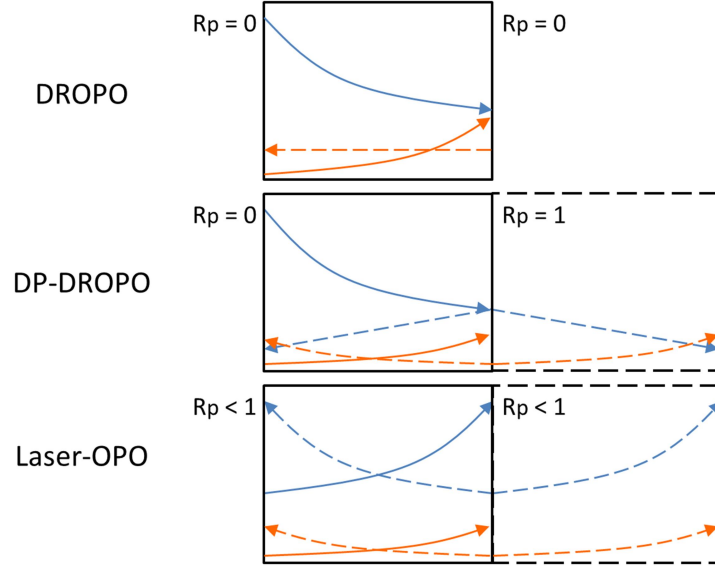 Rp = 0
Rp = 0
DROPO
Rp = 0
Rp = 1
DP-DROPO
Rp < 1
Rp < 1
Laser-OPO